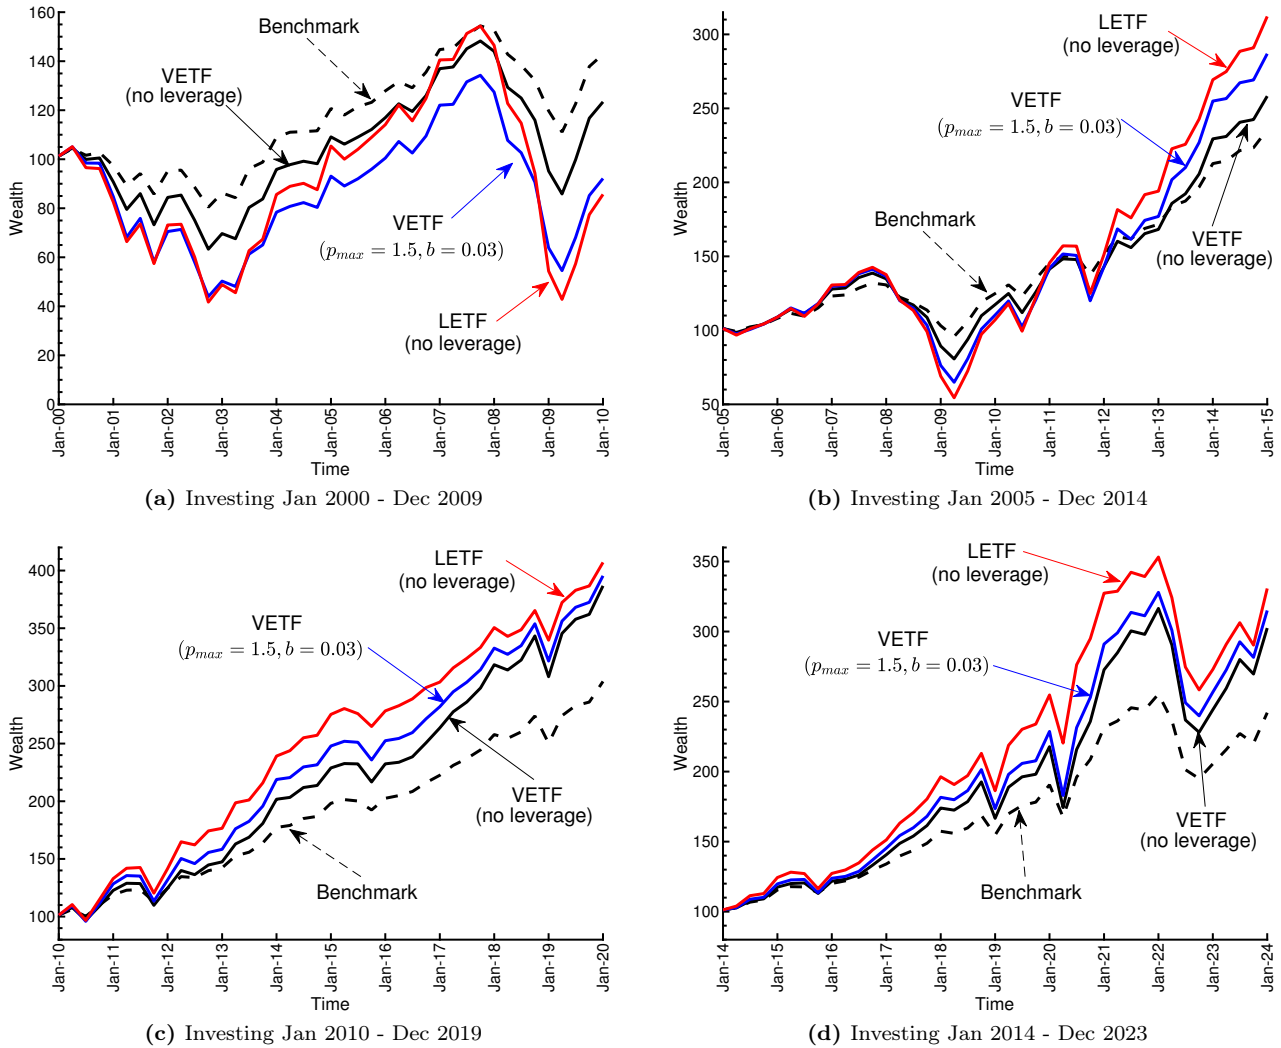 160
140
120
100
80
60
40
20
0
Wealth
Benchmark
VETF
(no leverage)
VETF
(p_max = 1.5, b = 0.03)
LETF
(no leverage)
Jan-00
Jan-01
Jan-02
Jan-03
Jan-04
Jan-05
Jan-06
Jan-07
Jan-08
Jan-09
Jan-10
Time
(a) Investing Jan 2000 - Dec 2009
300
250
200
150
100
50
Wealth
LETF
(no leverage)
VETF
(p_max = 1.5, b = 0.03)
Benchmark
VETF
(no leverage)
Jan-05
Jan-06
Jan-07
Jan-08
Jan-09
Jan-10
Jan-11
Jan-12
Jan-13
Jan-14
Jan-15
Time
(b) Investing Jan 2005 - Dec 2014
400
350
300
250
200
150
100
Wealth
LETF
(no leverage)
VETF
(p_max = 1.5, b = 0.03)
VETF
(no leverage)
Benchmark
Jan-10
Jan-11
Jan-12
Jan-13
Jan-14
Jan-15
Jan-16
Jan-17
Jan-18
Jan-19
Jan-20
Time
(c) Investing Jan 2010 - Dec 2019
350
300
250
200
150
100
Wealth
LETF
(no leverage)
VETF
(p_max = 1.5, b = 0.03)
VETF
(no leverage)
Benchmark
Jan-14
Jan-15
Jan-16
Jan-17
Jan-18
Jan-19
Jan-20
Jan-21
Jan-22
Jan-23
Jan-24
Time
(d) Investing Jan 2014 - Dec 2023